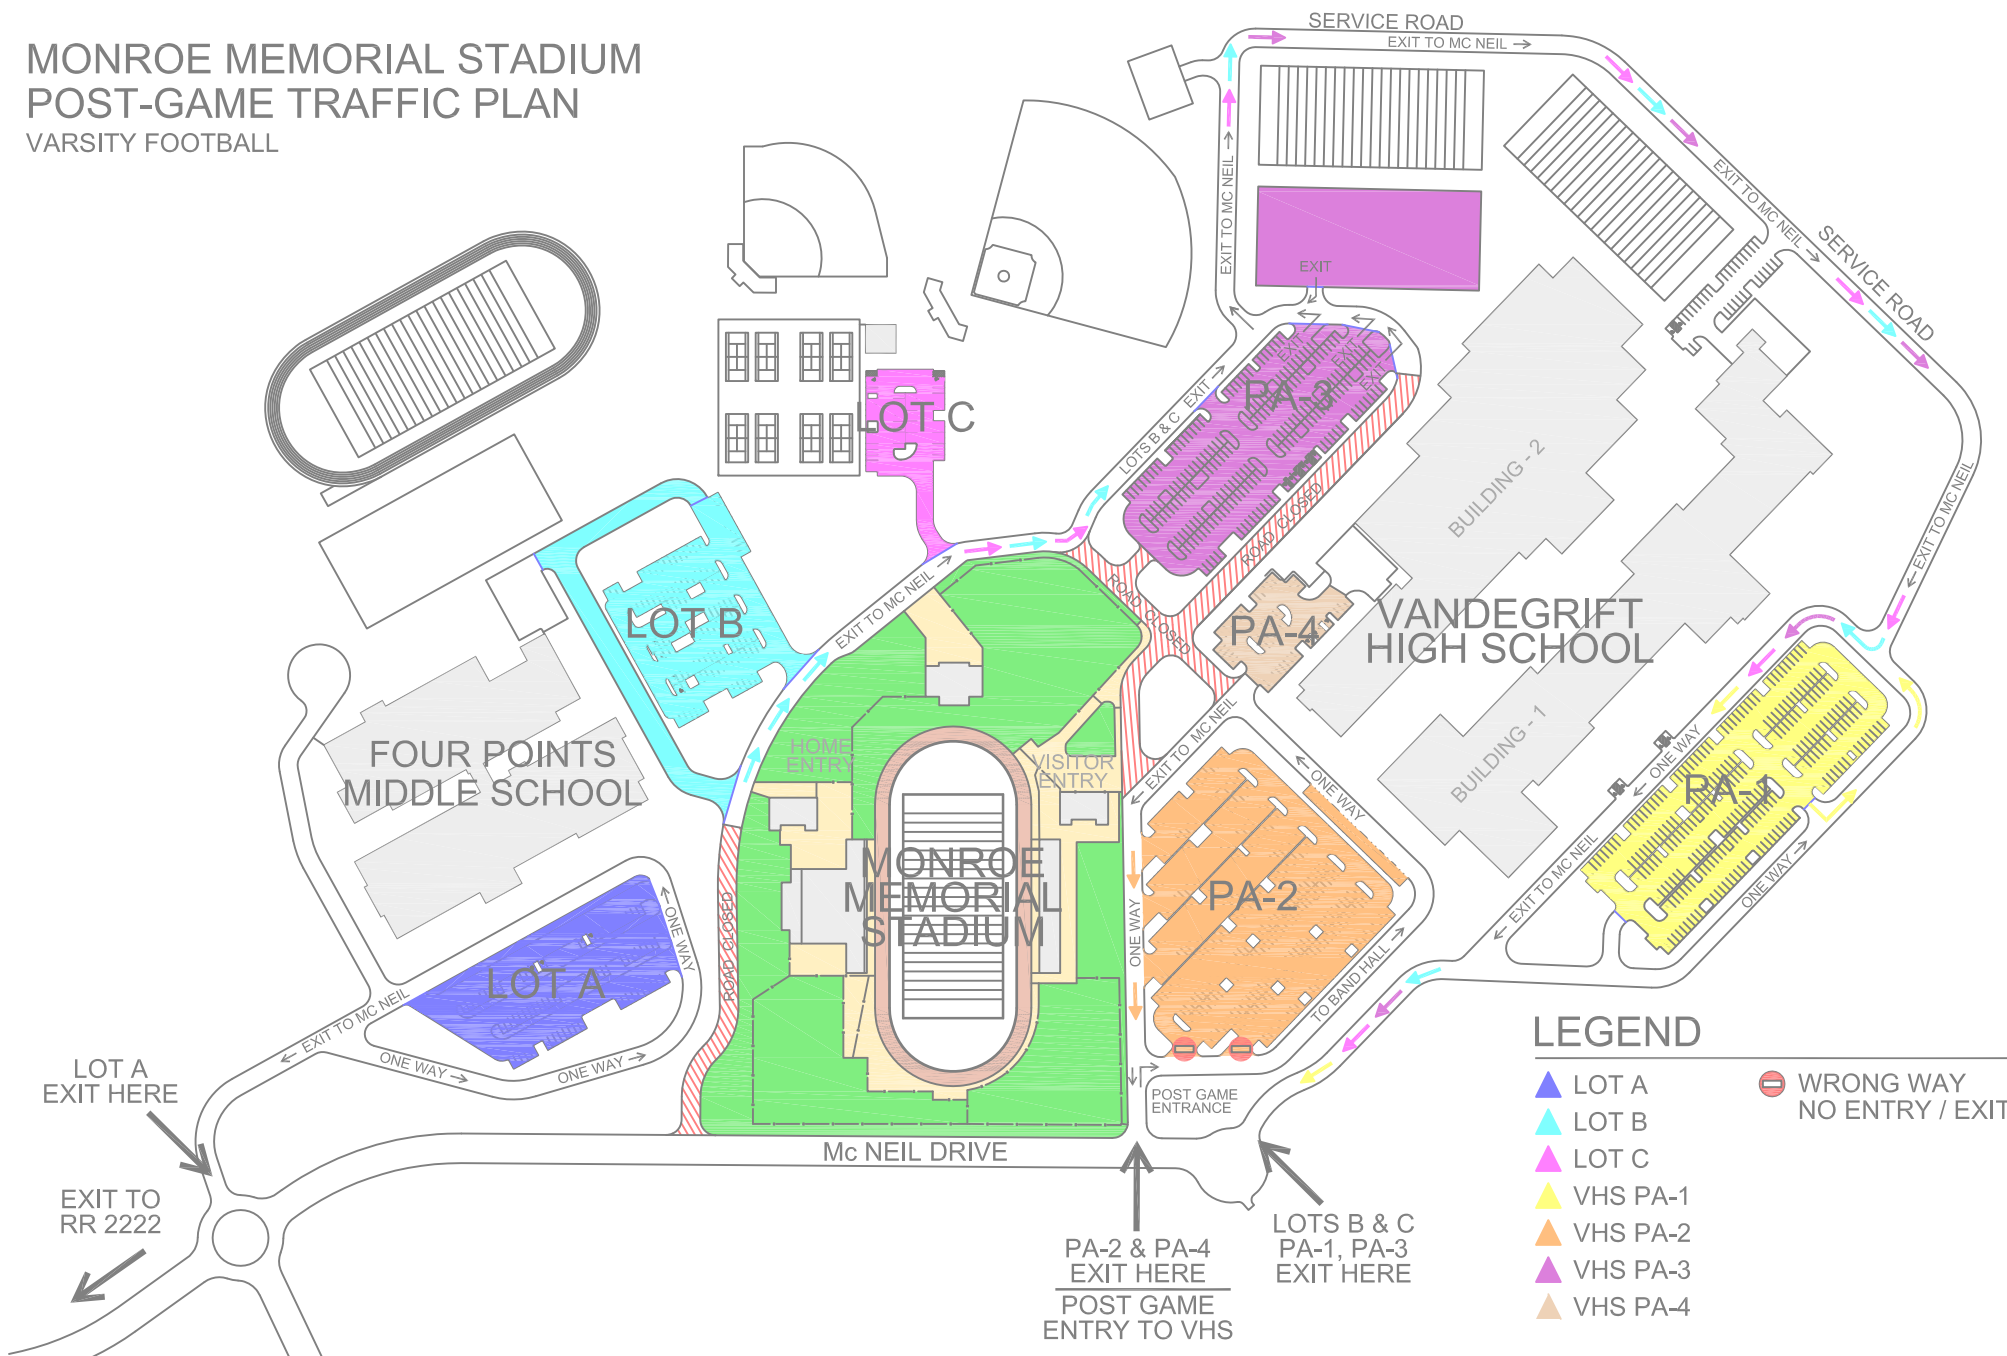 MONROE MEMORIAL STADIUM
POST-GAME TRAFFIC PLAN
VARSITY FOOTBALL
SERVICE ROAD
EXIT TO MC NEIL
EXIT TO MC NEIL
EXIT TO MC NEIL
EXIT TO MC NEIL
SERVICE ROAD
EXIT
EXIT
EXIT
EXIT
PA-3
LOTS B & C EXIT
LOT C
ROAD CLOSED
BUILDING - 2
EXIT TO MC NEIL
EXIT TO MC NEIL
ROAD CLOSED
LOT B
PA-4
VANDEGRIFT
HIGH SCHOOL
EXIT TO MC NEIL
BUILDING - 1
ONE WAY
PA-1
HOME
ENTRY
VISITOR
ENTRY
FOUR POINTS
MIDDLE SCHOOL
ONE WAY
MONROE
MEMORIAL
STADIUM
PA-2
EXIT TO MC NEIL
ONE WAY
ONE WAY
ROAD CLOSED
ONE WAY
LOT A
TO BAND HALL
EXIT TO MC NEIL
ONE WAY
ONE WAY
POST GAME
ENTRANCE
Mc NEIL DRIVE
LOT A
EXIT HERE
EXIT TO
RR 2222
PA-2 & PA-4
EXIT HERE
POST GAME
ENTRY TO VHS
LOTS B & C
PA-1, PA-3
EXIT HERE
LEGEND
LOT A
LOT B
LOT C
VHS PA-1
VHS PA-2
VHS PA-3
VHS PA-4
WRONG WAY
NO ENTRY / EXIT